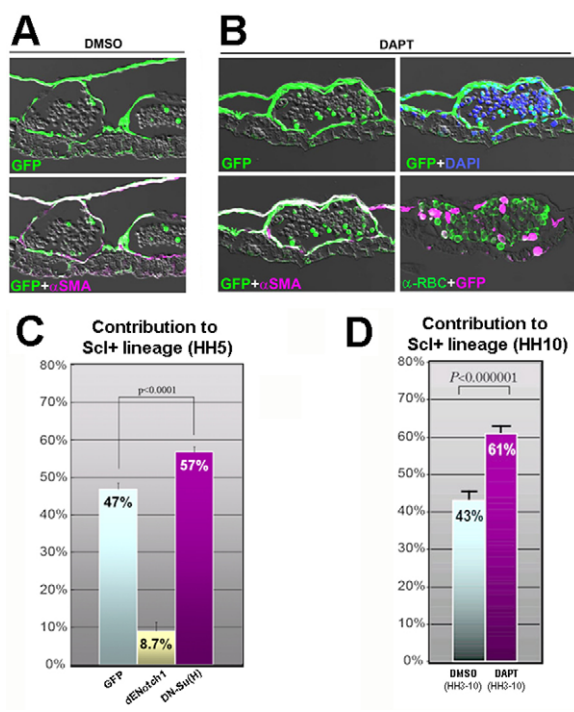 A
DMSO
B
DAPT
GFP
GFP
GFP+DAPI
GFP+αSMA
GFP+αSMA
α-RBC+GFP
C
Contribution to
Scl+ lineage (HH5)
80%
70%
60%
50%
40%
30%
20%
10%
0%
p<0.0001
47%
8.7%
57%
GFP
dENotch1
DN-Su(H)
D
Contribution to
Scl+ lineage (HH10)
80%
70%
60%
50%
40%
30%
20%
10%
0%
P<0.000001
43%
61%
DMSO
(HH3-10)
DAPT
(HH3-10)